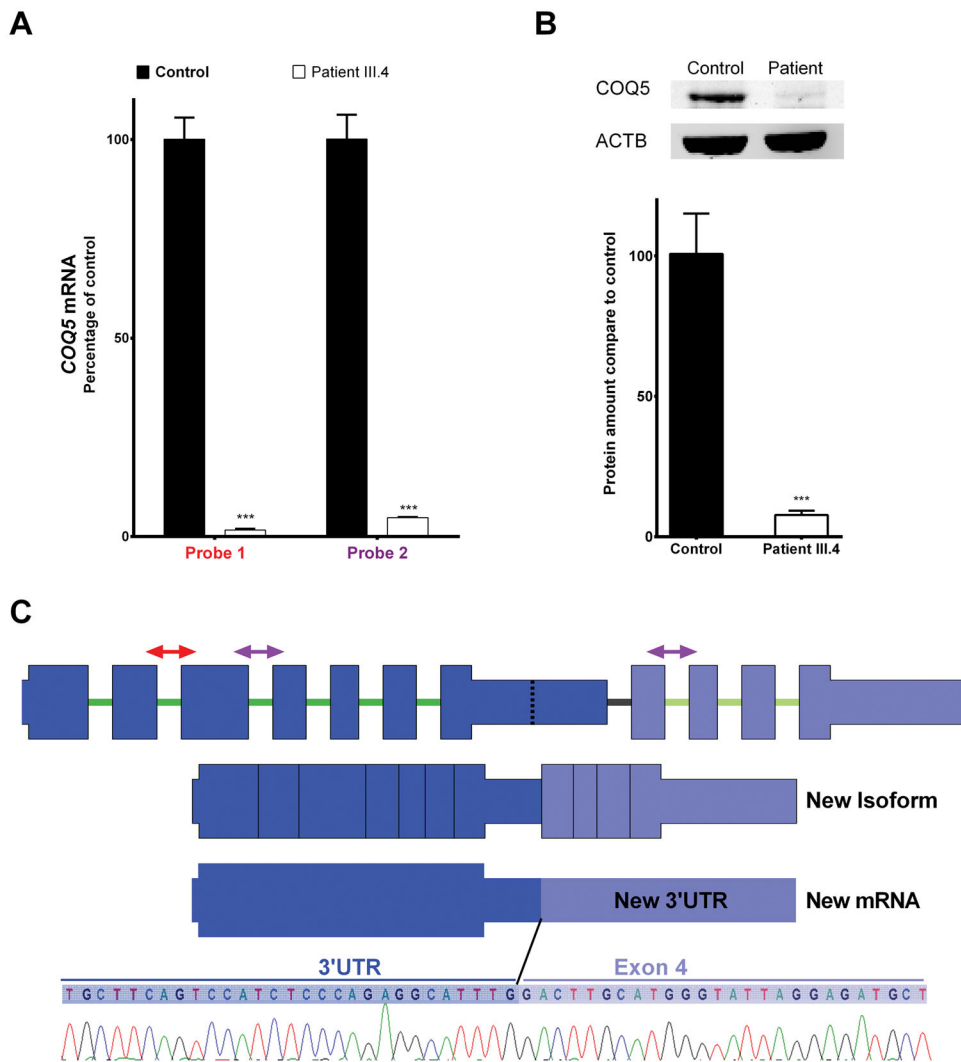 A
Control
Patient III.4
COQ5 mRNA
Percentage of control
100
50
0
***
***
Probe 1
Probe 2
B
Control Patient
COQ5
ACTB
Protein amount compare to control
100
50
0
***
Control
Patient III.4
C
New Isoform
New 3'UTR
New mRNA
3'UTR
Exon 4
TGCTTCAGTCCATCTCCCAGAGGCATTTGGACTTGCATGGGTATTAGGAGATGCT